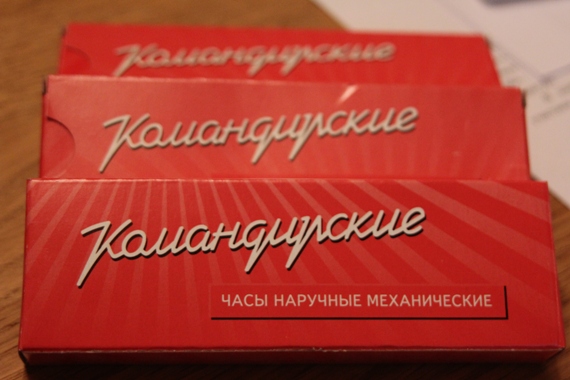 Командирские
Командирские
Командирские
ЧАСЫ НАРУЧНЫЕ МЕХАНИЧЕСКИЕ